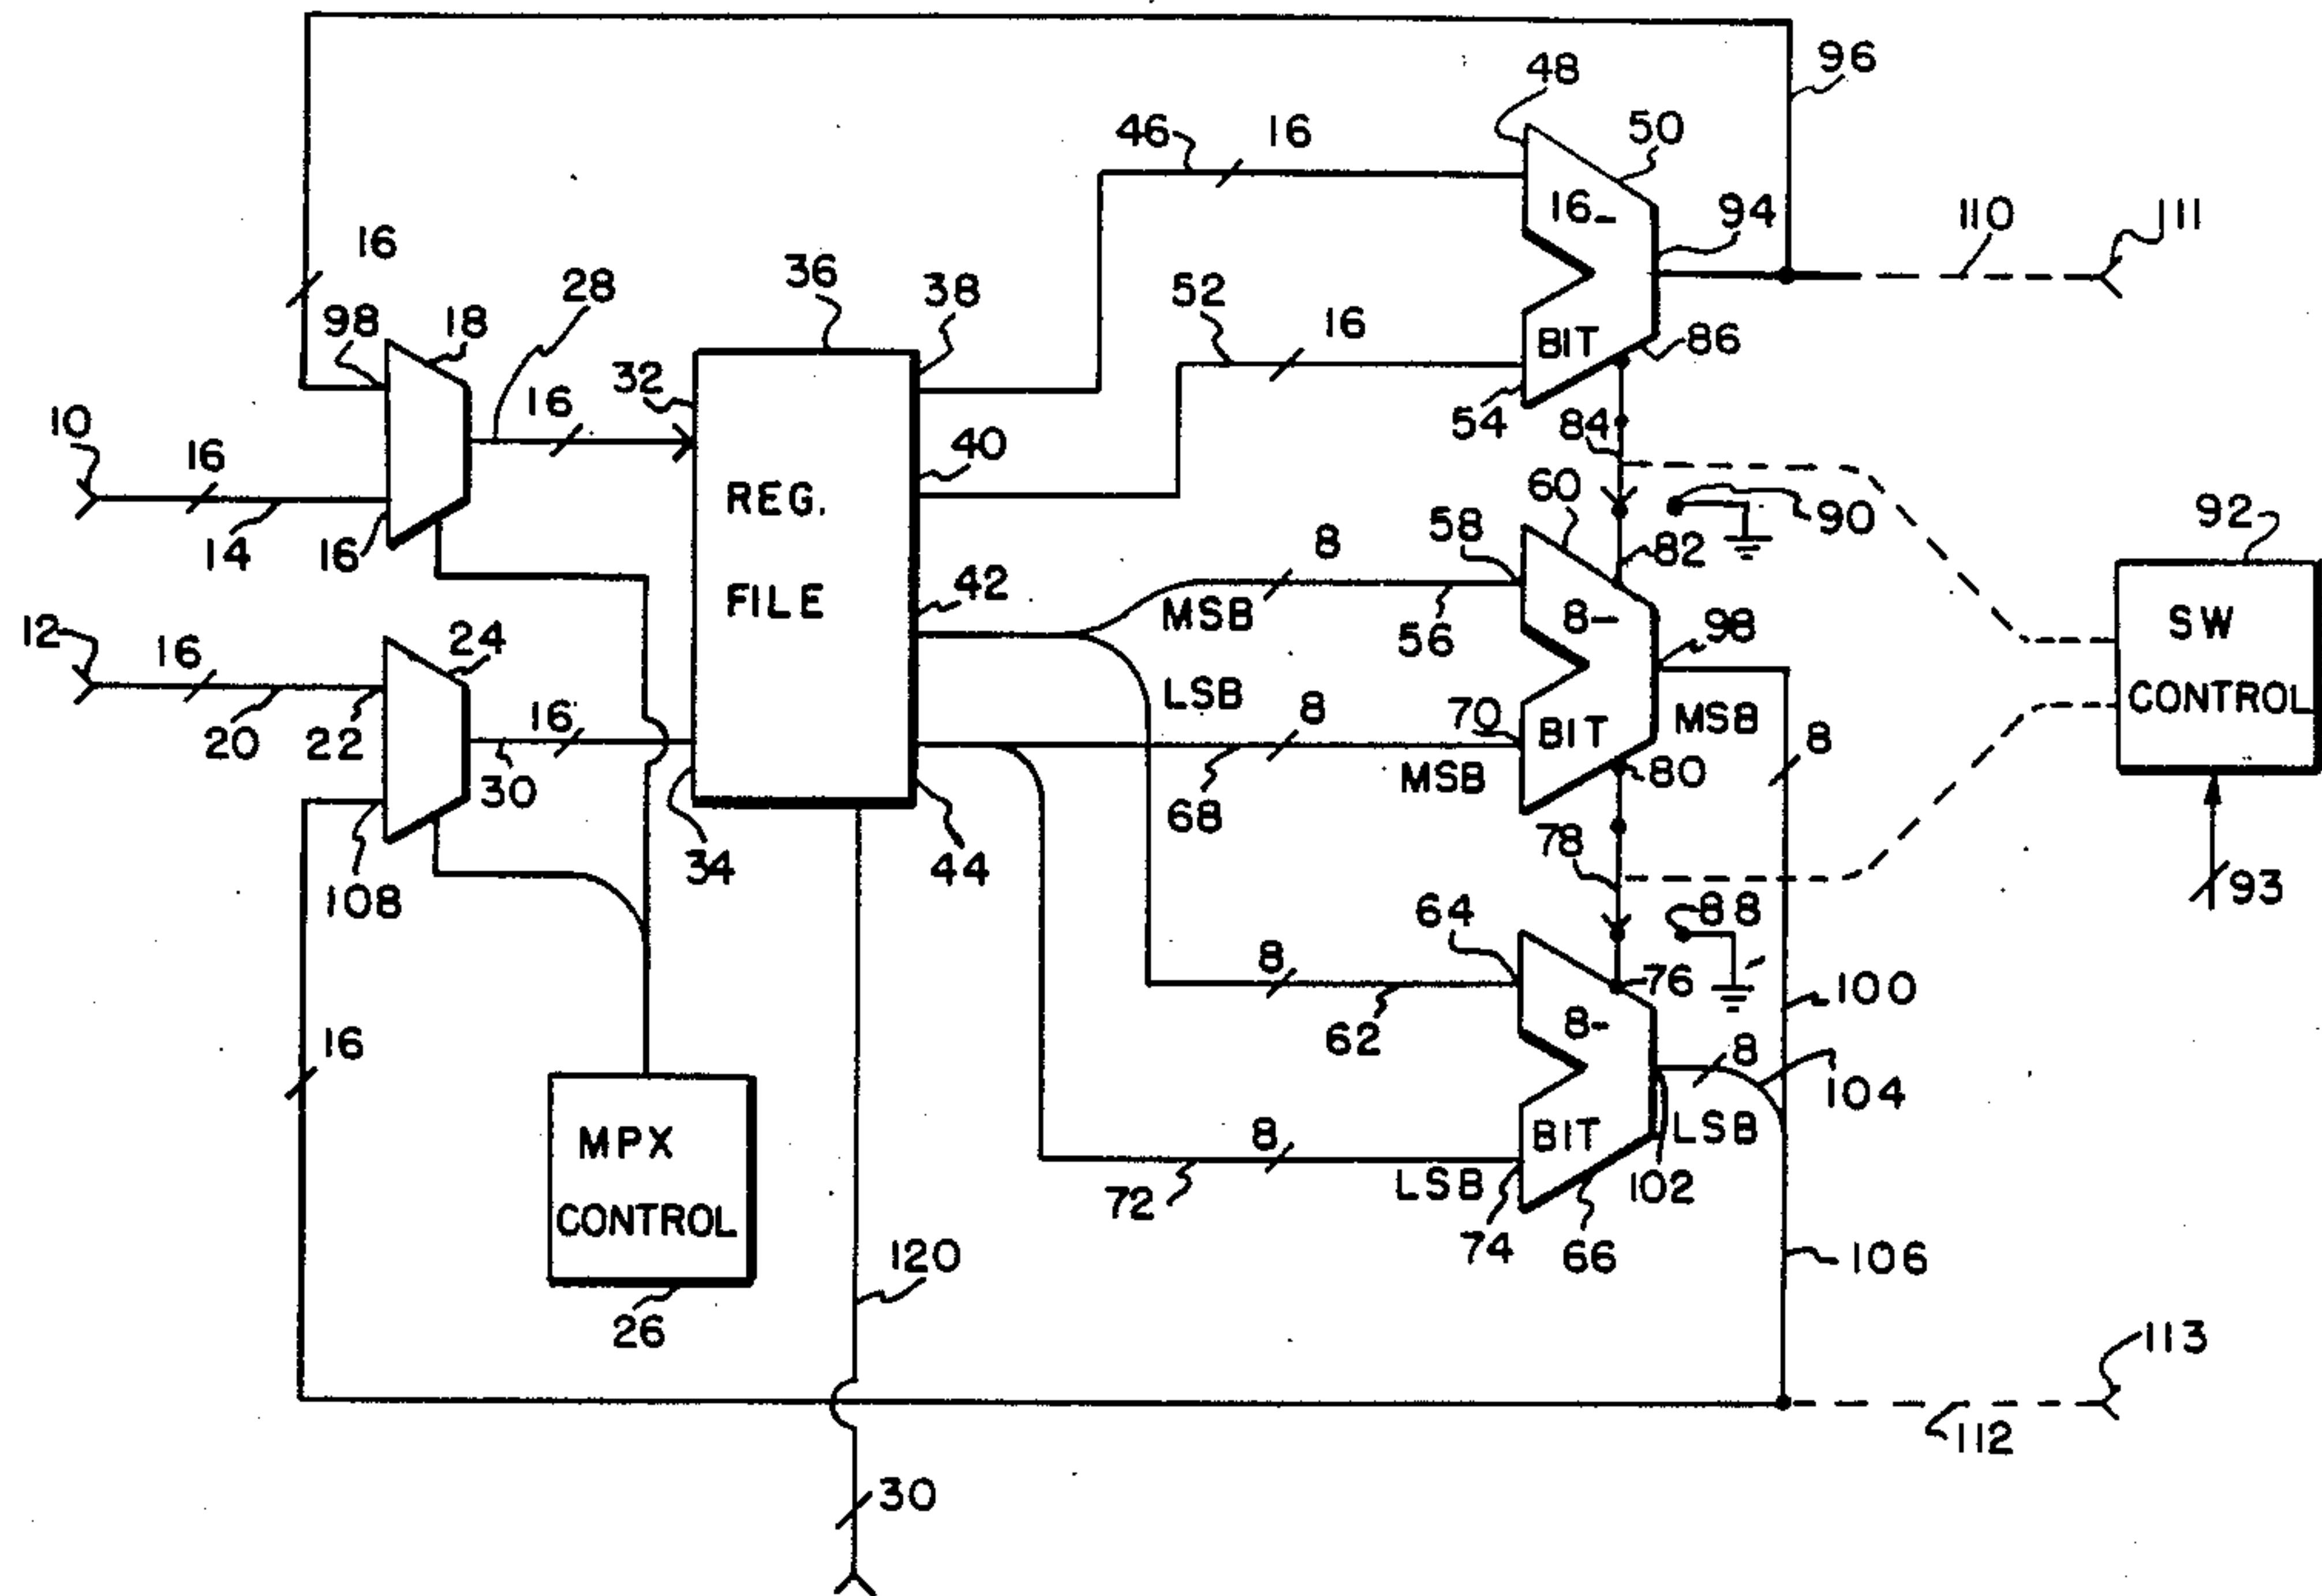 96
48
46 16 50
16-
94 110 111
16
36
28 38 52 16
98 18 BIT 86
32 16
10 54 84
16 40
REG.
60 90 92
14 16 58
8 82
FILE 42
12 24 MSB 8- SW
16 56 98
LSB CONTROL
20 22 16 8 70 BIT MSB
30 MSB 80 8
68
34 44 78 93
108 64 88
8 76
100
16 62 8-
8
104
MPX 8 BIT LSB
CONTROL 72 LSB 102
74 66
120 106
26
113
112
30